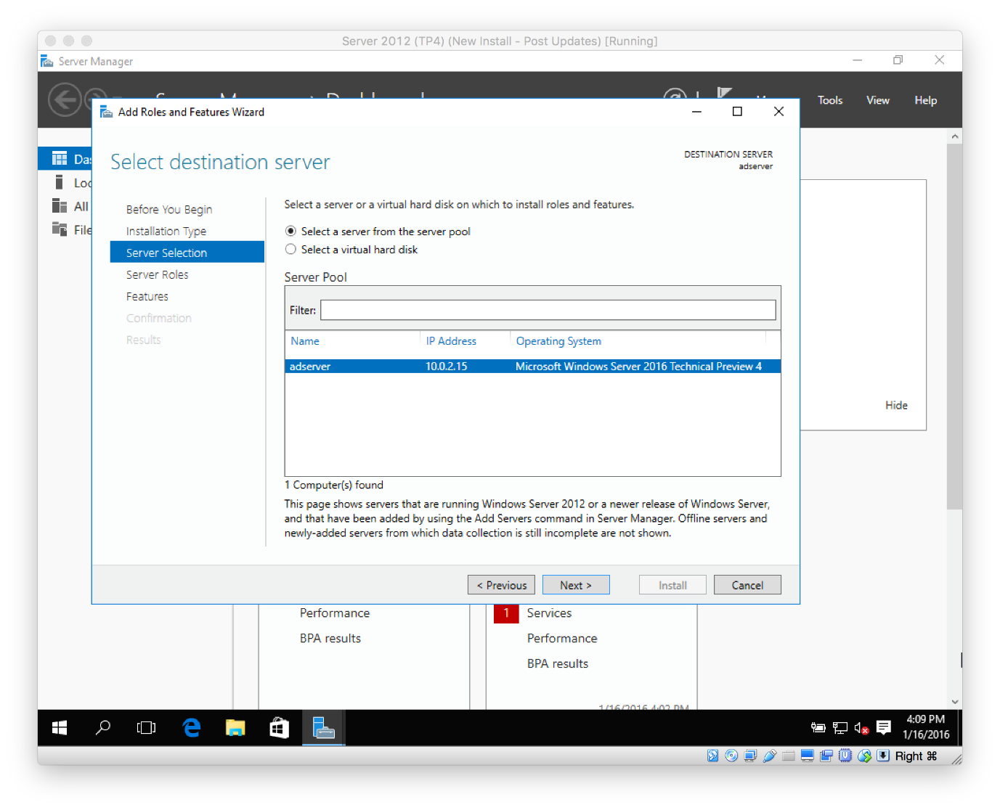 Server 2012 (TP4) (New Install - Post Updates) [Running]
Server Manager
Tools View Help
Add Roles and Features Wizard
Select destination server
DESTINATION SERVER
adserver
Before You Begin
Installation Type
Server Selection
Server Roles
Features
Confirmation
Results
Select a server or a virtual hard disk on which to install roles and features.
Select a server from the server pool
Select a virtual hard disk
Server Pool
Filter:
Name IP Address Operating System
adserver 10.0.2.15 Microsoft Windows Server 2016 Technical Preview 4
1 Computer(s) found
This page shows servers that are running Windows Server 2012 or a newer release of Windows Server,
and that have been added by using the Add Servers command in Server Manager. Offline servers and
newly-added servers from which data collection is still incomplete are not shown.
< Previous Next > Install Cancel
All
File
Hide
Performance
BPA results
1 Services
Performance
BPA results
1/16/2016 4:02 PM
4:09 PM
1/16/2016
Right ⌘